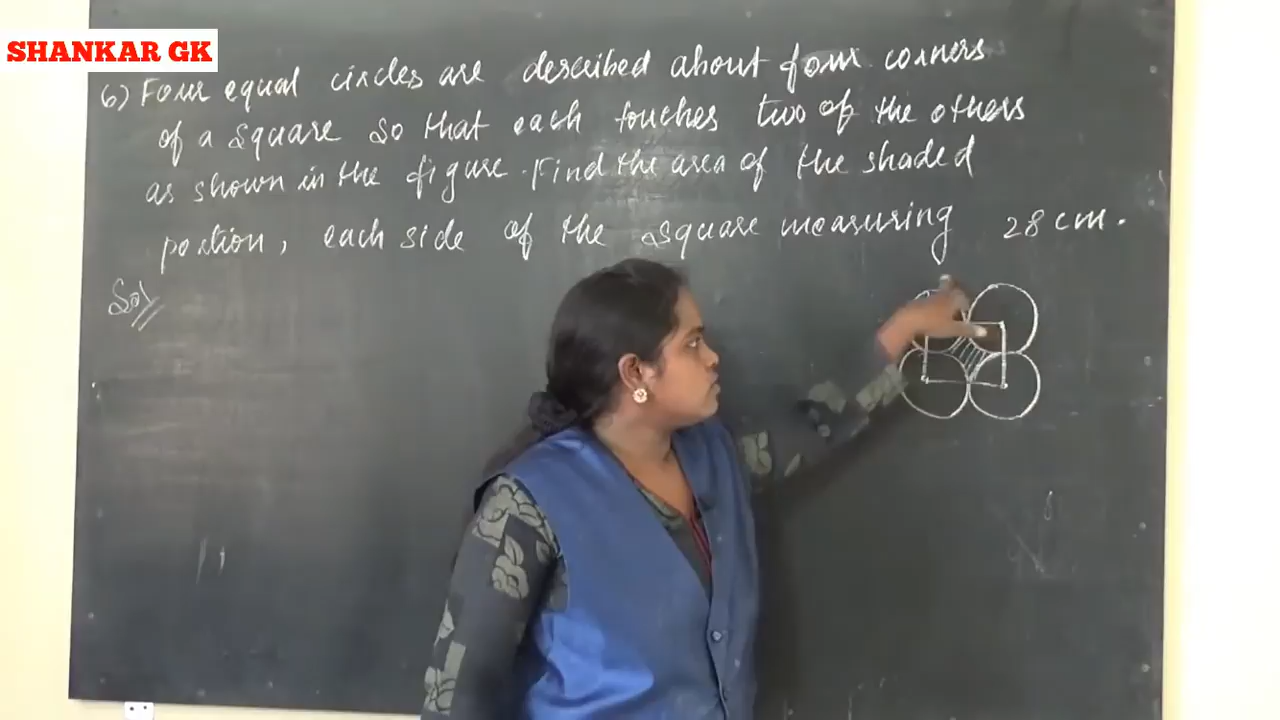 SHANKAR GK
6) Four equal circles are described about four corners
of a square so that each touches two of the others
as shown in the figure. Find the area of the shaded
portion, each side of the square measuring 28 cm.
Sol